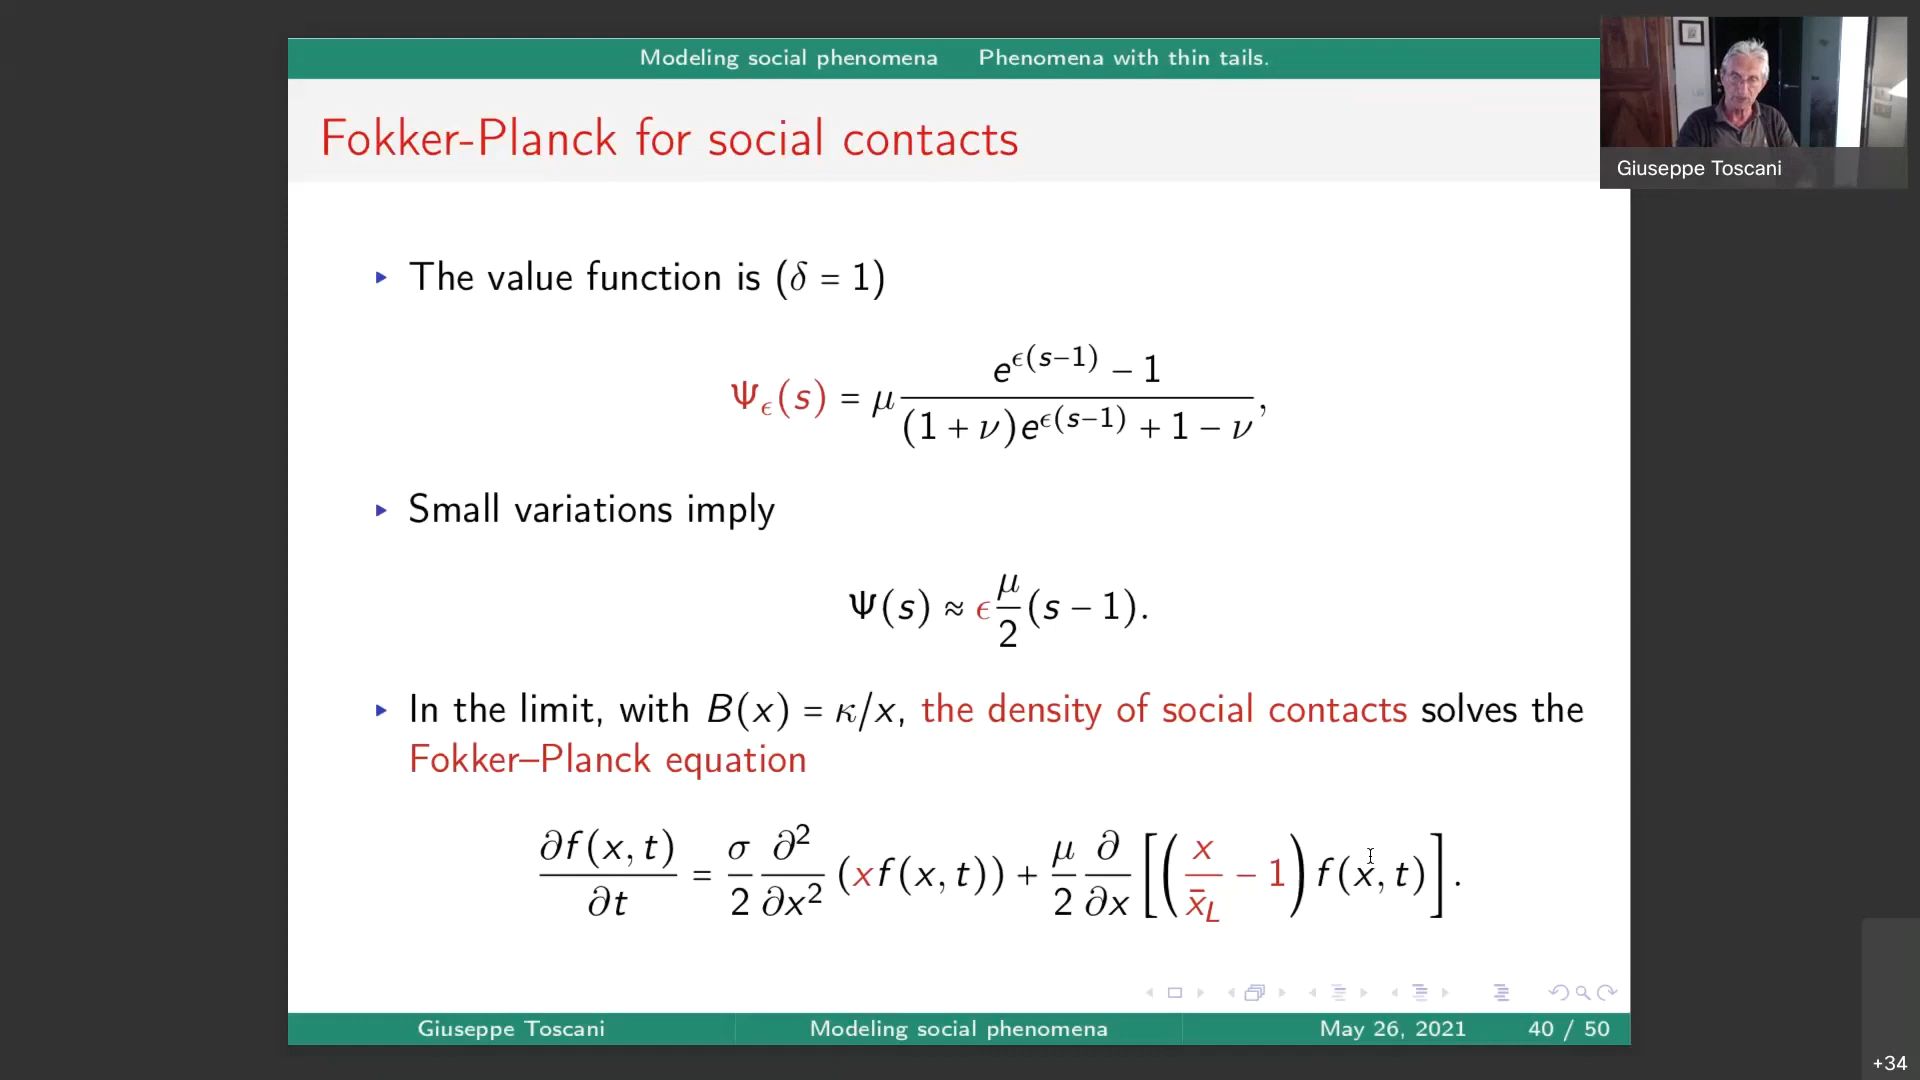 Modeling social phenomena Phenomena with thin tails.
Giuseppe Toscani
Fokker-Planck for social contacts
▸ The value function is (δ = 1)
Ψ_ϵ(s) = μ (e^{ϵ(s−1)} − 1) / ((1 + ν)e^{ϵ(s−1)} + 1 − ν),
▸ Small variations imply
Ψ(s) ≈ ϵ μ/2 (s − 1).
▸ In the limit, with B(x) = κ/x, the density of social contacts solves the
Fokker–Planck equation
∂f(x, t)/∂t = σ/2 ∂²/∂x² (xf(x, t)) + μ/2 ∂/∂x [(x/x̄_L − 1) f(x, t)].
Giuseppe Toscani Modeling social phenomena May 26, 2021 40 / 50
+34